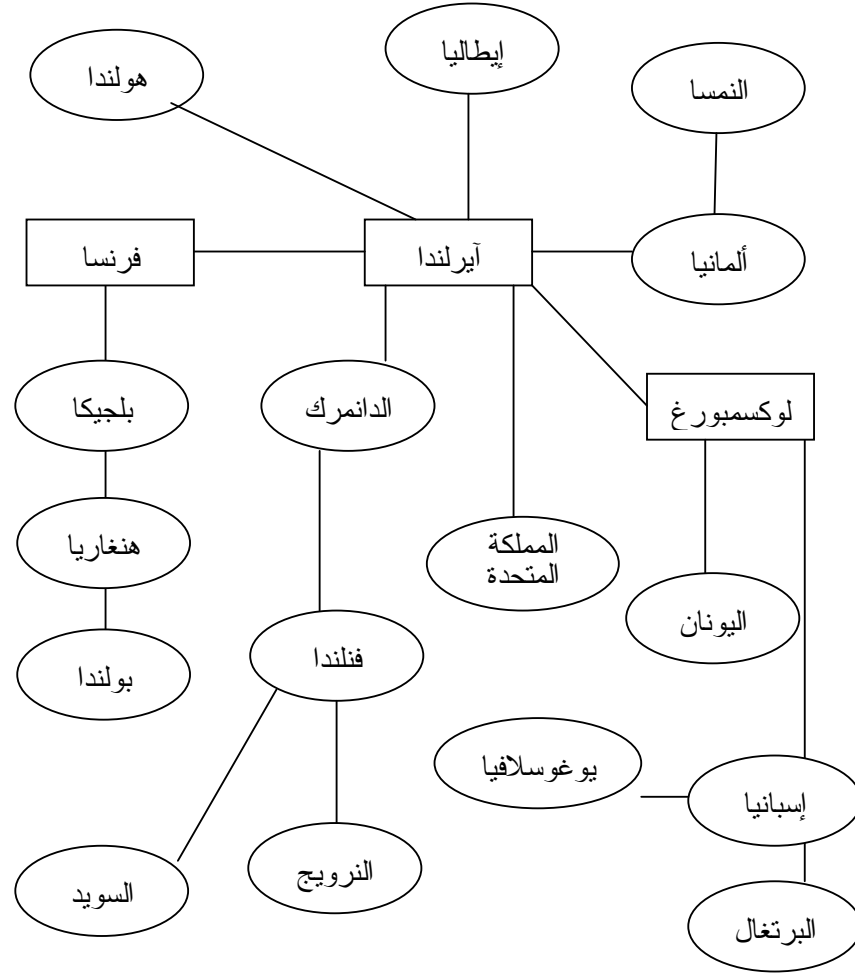 إيطاليا
هولندا
النمسا
ألمانيا
آيرلندا
فرنسا
لوكسمبورغ
الدانمرك
بلجيكا
هنغاريا
المملكة
المتحدة
اليونان
فنلندا
بولندا
يوغوسلافيا
إسبانيا
النرويج
السويد
البرتغال